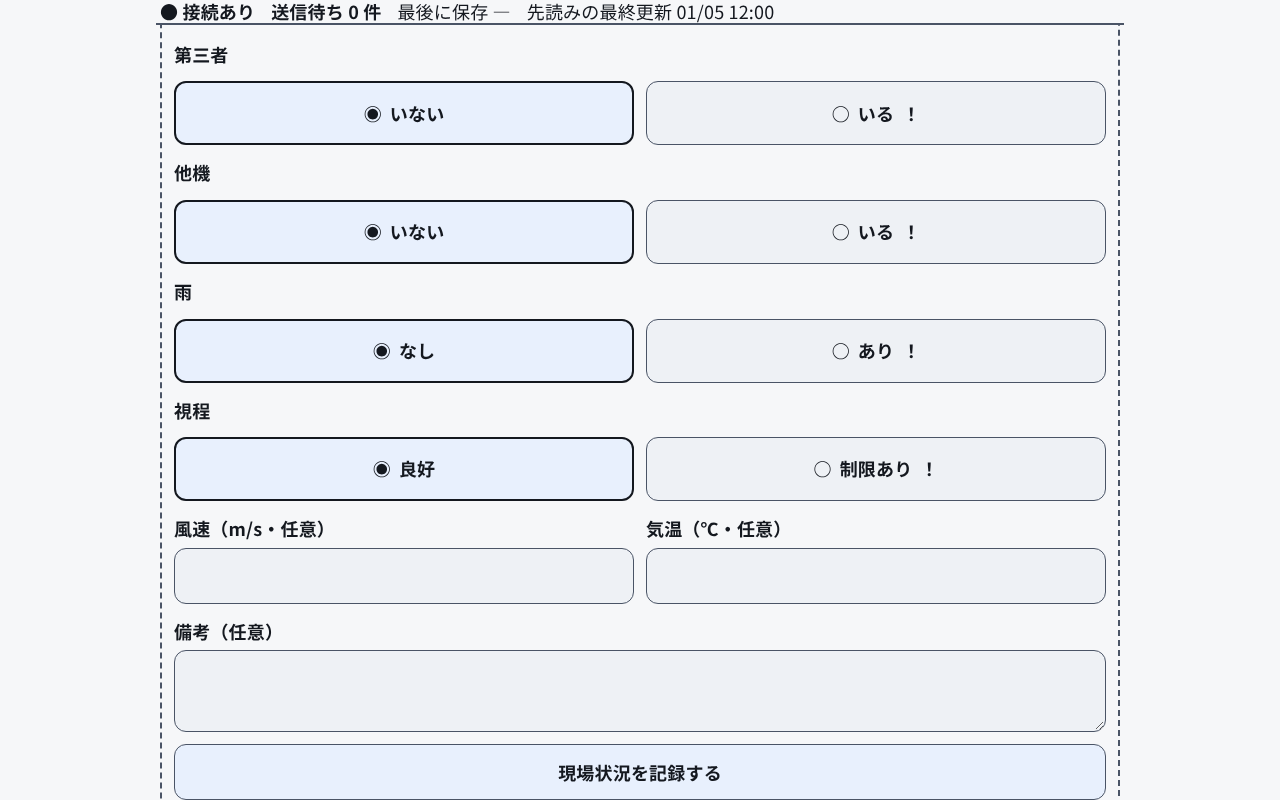 ● 接続あり 送信待ち 0 件 最後に保存 — 先読みの最終更新 01/05 12:00
第三者
◉ いない ○ いる ！
他機
◉ いない ○ いる ！
雨
◉ なし ○ あり ！
視程
◉ 良好 ○ 制限あり ！
風速（m/s・任意） 気温（℃・任意）
備考（任意）
現場状況を記録する